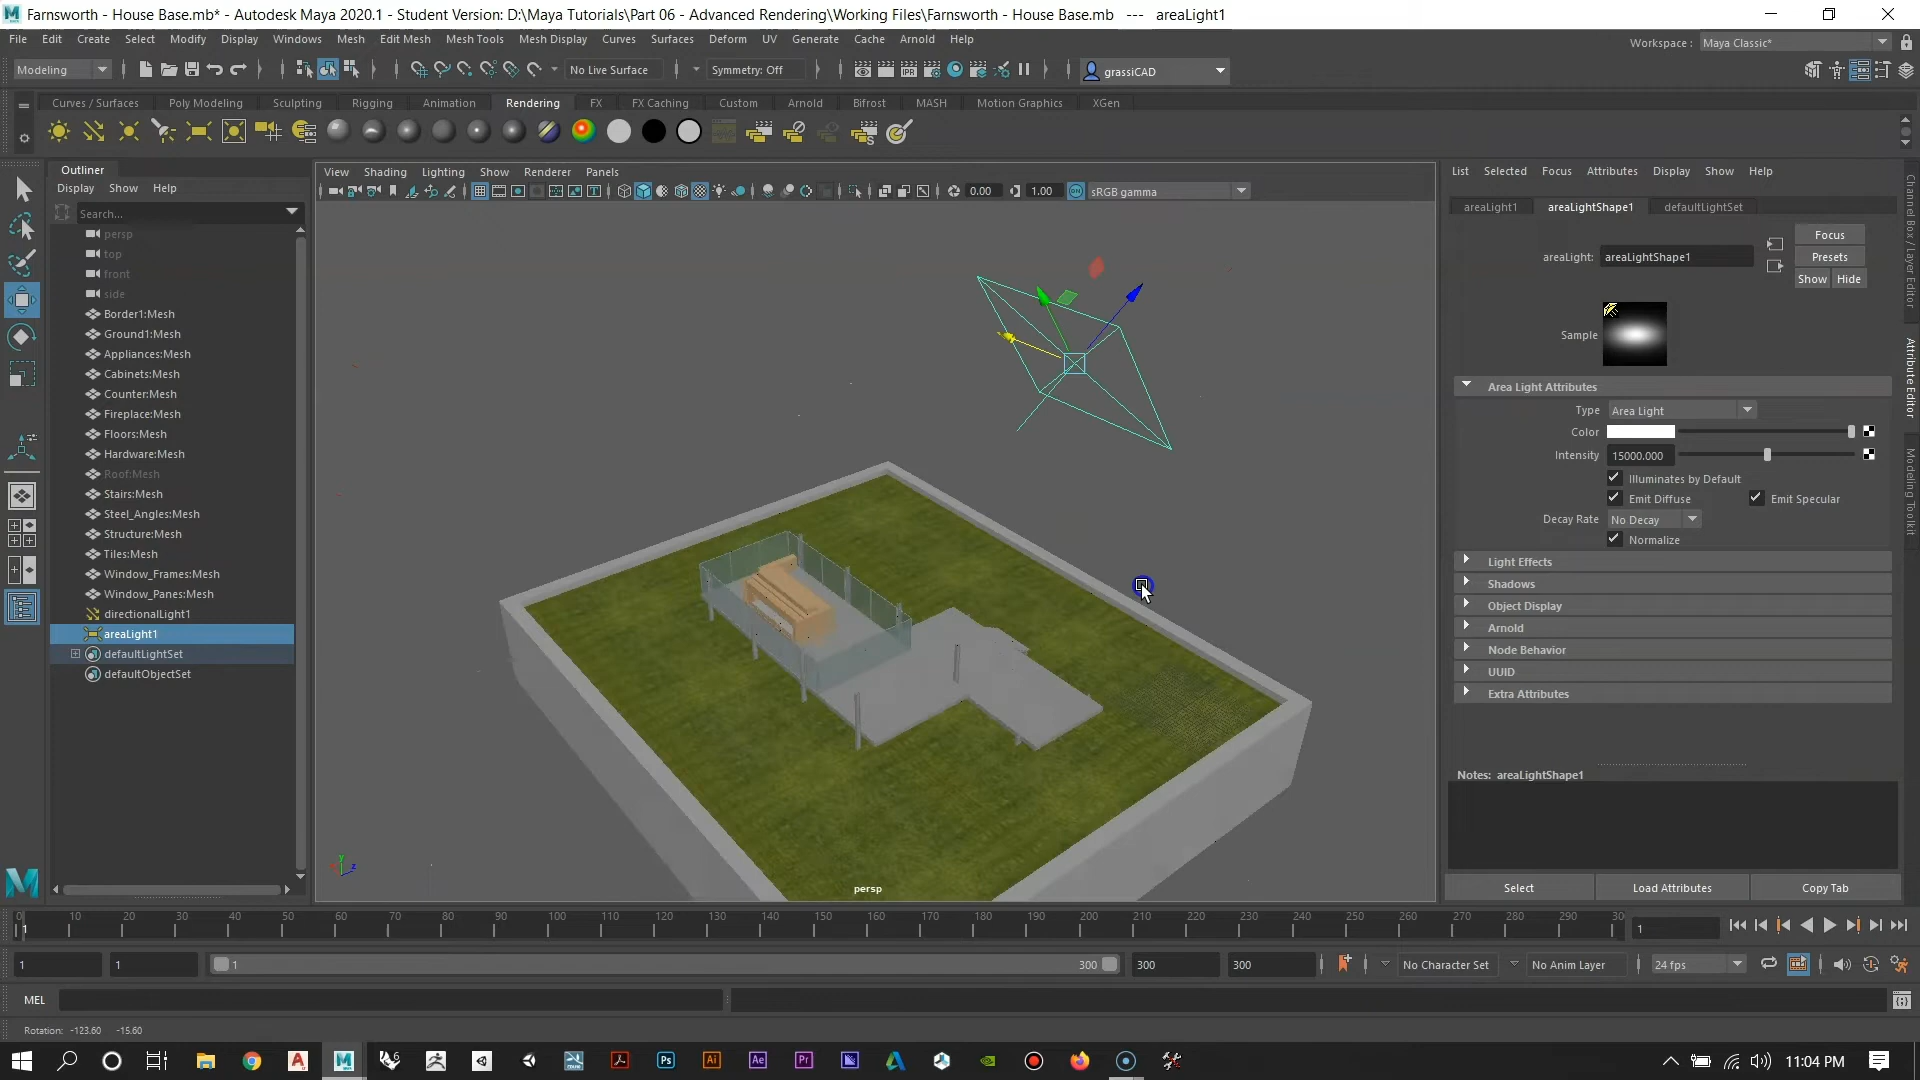 Farnsworth - House Base.mb* - Autodesk Maya 2020.1 - Student Version: D:\Maya Tutorials\Part 06 - Advanced Rendering\Working Files\Farnsworth - House Base.mb --- areaLight1
File Edit Create Select Modify Display Windows Mesh Edit Mesh Mesh Tools Mesh Display Curves Surfaces Deform UV Generate Cache Arnold Help
Workspace : Maya Classic*
Modeling No Live Surface Symmetry: Off grassiCAD
Curves / Surfaces Poly Modeling Sculpting Rigging Animation Rendering FX FX Caching Custom Arnold Bifrost MASH Motion Graphics XGen
Outliner
Display Show Help
Search...
persp
top
front
side
Border1:Mesh
Ground1:Mesh
Appliances:Mesh
Cabinets:Mesh
Counter:Mesh
Fireplace:Mesh
Floors:Mesh
Hardware:Mesh
Roof:Mesh
Stairs:Mesh
Steel_Angles:Mesh
Structure:Mesh
Tiles:Mesh
Window_Frames:Mesh
Window_Panes:Mesh
directionalLight1
areaLight1
defaultLightSet
defaultObjectSet
View Shading Lighting Show Renderer Panels
0.00 1.00 sRGB gamma
persp
List Selected Focus Attributes Display Show Help
areaLight1 areaLightShape1 defaultLightSet
areaLight: areaLightShape1
Focus
Presets
Show Hide
Sample
Area Light Attributes
Type Area Light
Color
Intensity 15000.000
Illuminates by Default
Emit Diffuse Emit Specular
Decay Rate No Decay
Normalize
Light Effects
Shadows
Object Display
Arnold
Node Behavior
UUID
Extra Attributes
Notes: areaLightShape1
Select Load Attributes Copy Tab
Channel Box / Layer Editor
Attribute Editor
Modeling Toolkit
0 10 20 30 40 50 60 70 80 90 100 110 120 130 140 150 160 170 180 190 200 210 220 230 240 250 260 270 280 290 30
1 1
1 1 1 300 300 300 No Character Set No Anim Layer 24 fps
MEL
Rotation: -123.60 -15.60
11:04 PM